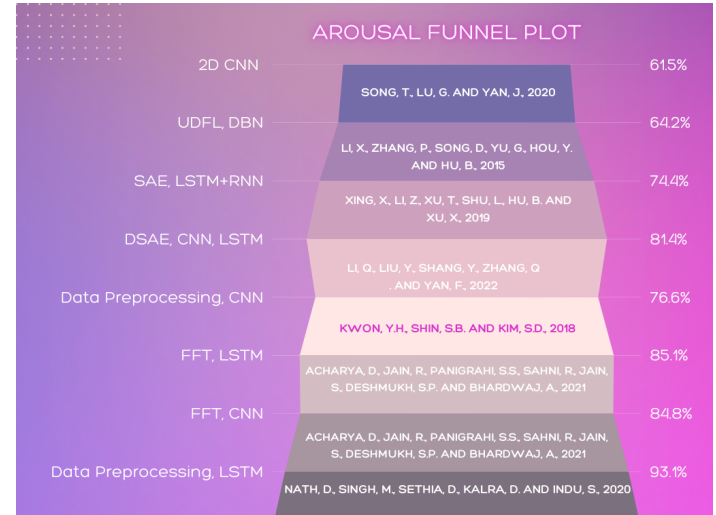 AROUSAL FUNNEL PLOT
2D CNN
61.5%
SONG, T., LU, G. AND YAN, J., 2020
UDFL, DBN
64.2%
LI, X., ZHANG, P., SONG, D., YU, G., HOU, Y.
AND HU, B., 2015
SAE, LSTM+RNN
74.4%
XING, X., LI, Z., XU, T., SHU, L., HU, B. AND
XU, X., 2019
DSAE, CNN, LSTM
81.4%
LI, Q., LIU, Y., SHANG, Y., ZHANG, Q
. AND YAN, F., 2022
Data Preprocessing, CNN
76.6%
KWON, Y.H., SHIN, S.B. AND KIM, S.D., 2018
FFT, LSTM
85.1%
ACHARYA, D., JAIN, R., PANIGRAHI, S.S., SAHNI, R., JAIN,
S., DESHMUKH, S.P. AND BHARDWAJ, A., 2021
FFT, CNN
84.8%
ACHARYA, D., JAIN, R., PANIGRAHI, S.S., SAHNI, R., JAIN,
S., DESHMUKH, S.P. AND BHARDWAJ, A., 2021
Data Preprocessing, LSTM
93.1%
NATH, D., SINGH, M., SETHIA, D., KALRA, D. AND INDU, S., 2020